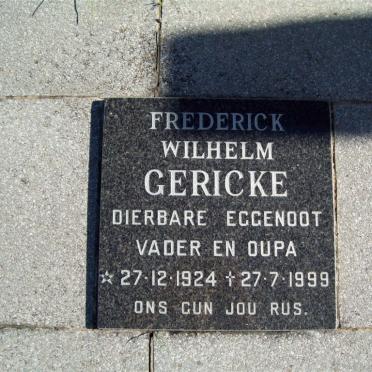 FREDERICK
WILHELM
GERICKE
DIERBARE EGGENOOT
VADER EN OUPA
☆ 27·12·1924 † 27·7·1999
ONS GUN JOU RUS.